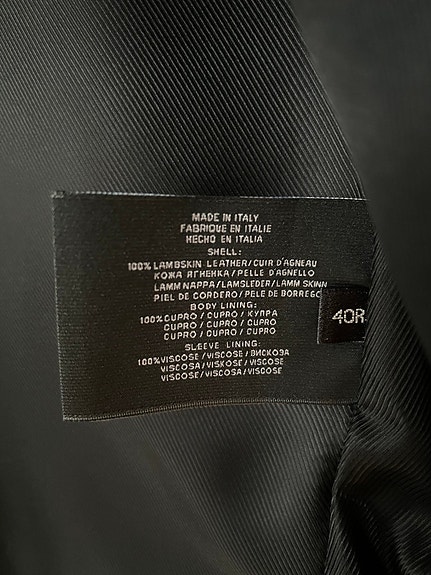 MADE IN ITALY
FABRIQUE EN ITALIE
HECHO EN ITALIA
SHELL:
100% LAMBSKIN LEATHER/CUIR D'AGNEAU
КОЖА ЯГНЕНКА/PELLE D'AGNELLO
LAMM NAPPA/LAMSLEDER/LAMM SKINN
PIEL DE CORDERO/PELE DE BORREGO
BODY LINING:
100%CUPRO/CUPRO/КУПРА
CUPRO/CUPRO/CUPRO
CUPRO/CUPRO/CUPRO
SLEEVE LINING:
100%VISCOSE/VISCOSE/ВИСКОЗА
VISCOSA/VISKOSE/VISCOSE
VISCOSE/VISCOSA/VISCOSE
40R